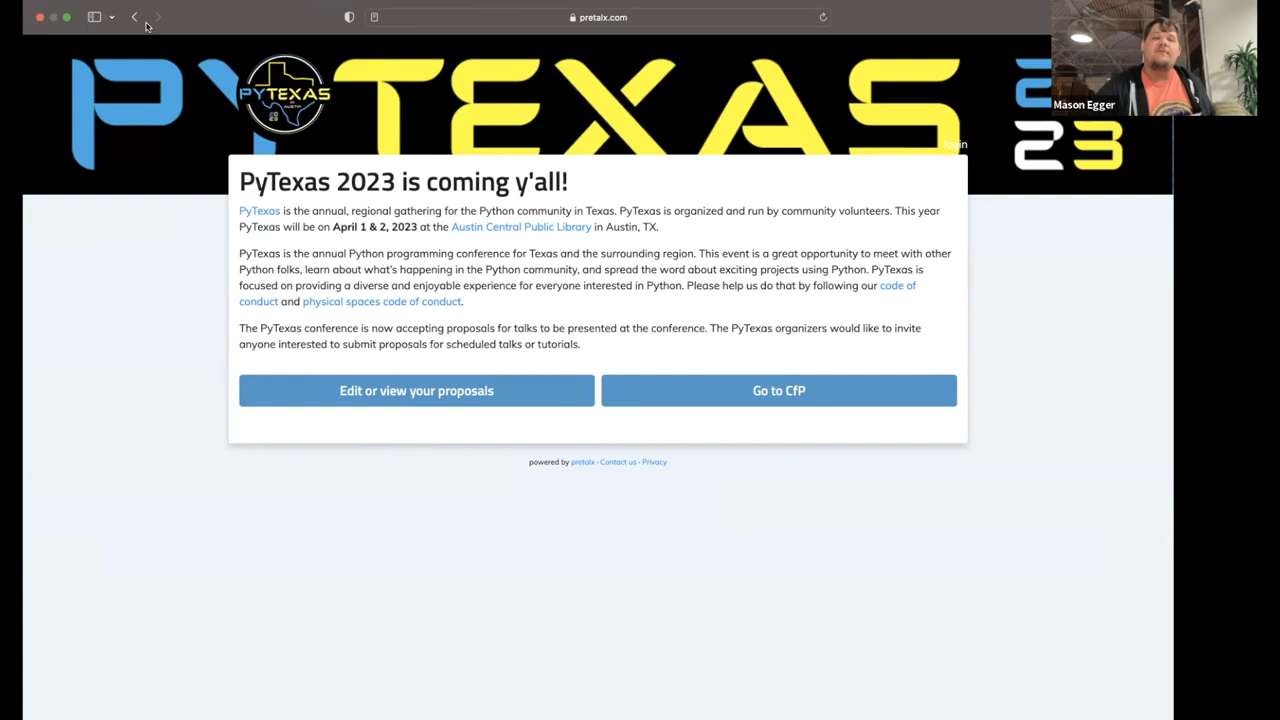 pretalx.com
PYTEXAS
PYTEXAS
IN
AUSTIN
2023
23
Mason Egger
login
PyTexas 2023 is coming y'all!
PyTexas is the annual, regional gathering for the Python community in Texas. PyTexas is organized and run by community volunteers. This year
PyTexas will be on April 1 & 2, 2023 at the Austin Central Public Library in Austin, TX.
PyTexas is the annual Python programming conference for Texas and the surrounding region. This event is a great opportunity to meet with other
Python folks, learn about what's happening in the Python community, and spread the word about exciting projects using Python. PyTexas is
focused on providing a diverse and enjoyable experience for everyone interested in Python. Please help us do that by following our code of
conduct and physical spaces code of conduct.
The PyTexas conference is now accepting proposals for talks to be presented at the conference. The PyTexas organizers would like to invite
anyone interested to submit proposals for scheduled talks or tutorials.
Edit or view your proposals Go to CfP
powered by pretalx · Contact us · Privacy